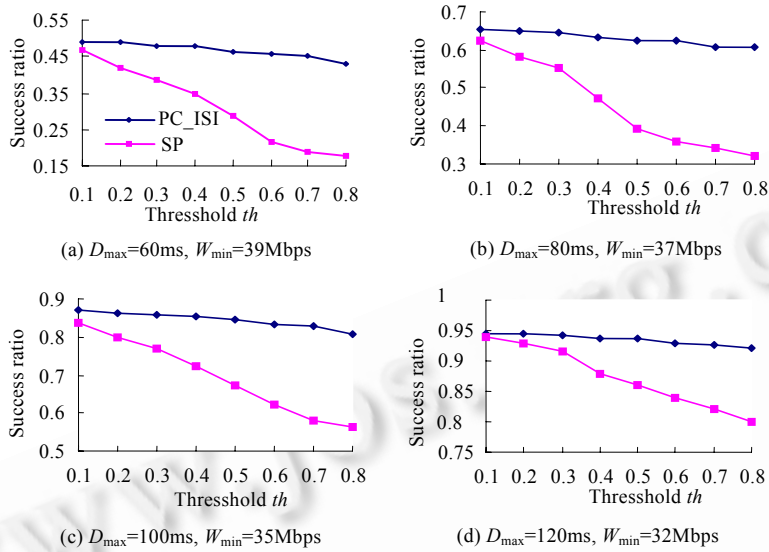 0.55
0.45
0.35
0.25
0.15
Success ratio
PC_ISI
SP
0.1 0.2 0.3 0.4 0.5 0.6 0.7 0.8
Thresshold th
(a) Dmax=60ms, Wmin=39Mbps
0.7
0.6
0.5
0.4
0.3
Success ratio
0.1 0.2 0.3 0.4 0.5 0.6 0.7 0.8
Thresshold th
(b) Dmax=80ms, Wmin=37Mbps
0.9
0.8
0.7
0.6
0.5
Success ratio
0.1 0.2 0.3 0.4 0.5 0.6 0.7 0.8
Thresshold th
(c) Dmax=100ms, Wmin=35Mbps
1
0.95
0.9
0.85
0.8
0.75
Success ratio
0.1 0.2 0.3 0.4 0.5 0.6 0.7 0.8
Thresshold th
(d) Dmax=120ms, Wmin=32Mbps